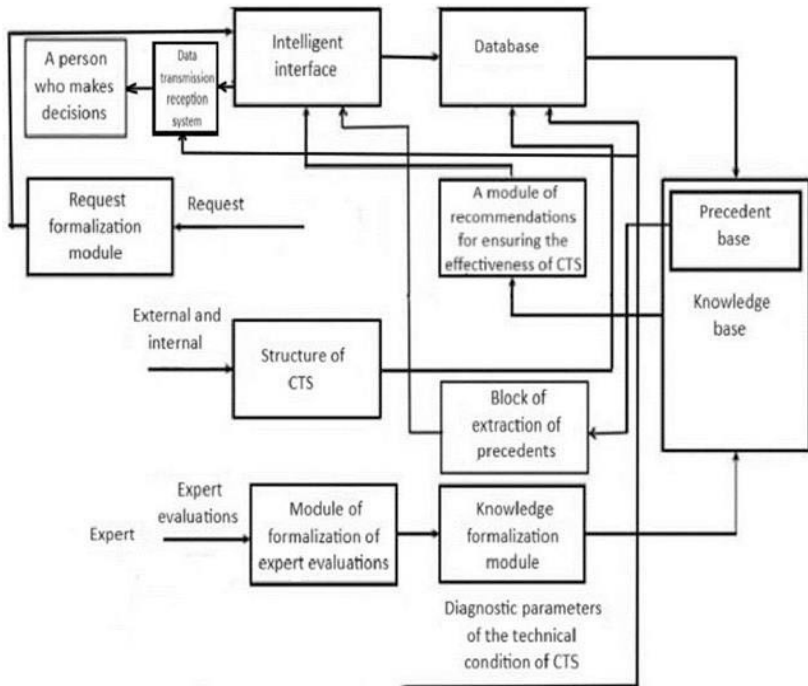 A person
who makes
decisions
Data
transmission
reception
system
Intelligent
interface
Database
Request
formalization
module
Request
A module of
recommendations
for ensuring the
effectiveness of CTS
Precedent
base
Knowledge
base
External and
internal
Structure of
CTS
Block of
extraction of
precedents
Expert
Expert
evaluations
Module of
formalization of
expert evaluations
Knowledge
formalization
module
Diagnostic parameters
of the technical
condition of CTS